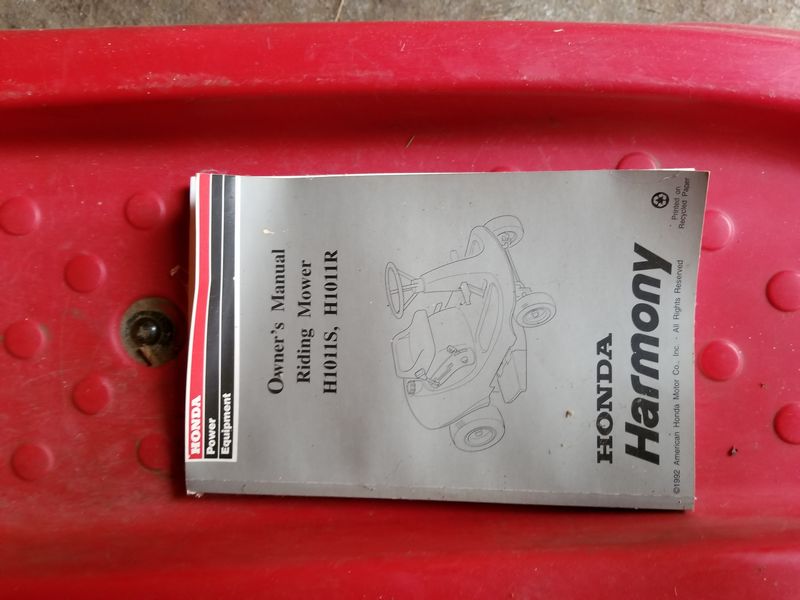 HONDA
Power
Equipment
Owner's Manual
Riding Mower
H1011S, H1011R
HONDA
Harmony
Printed on
Recycled Paper
©1992 American Honda Motor Co., Inc. - All Rights Reserved